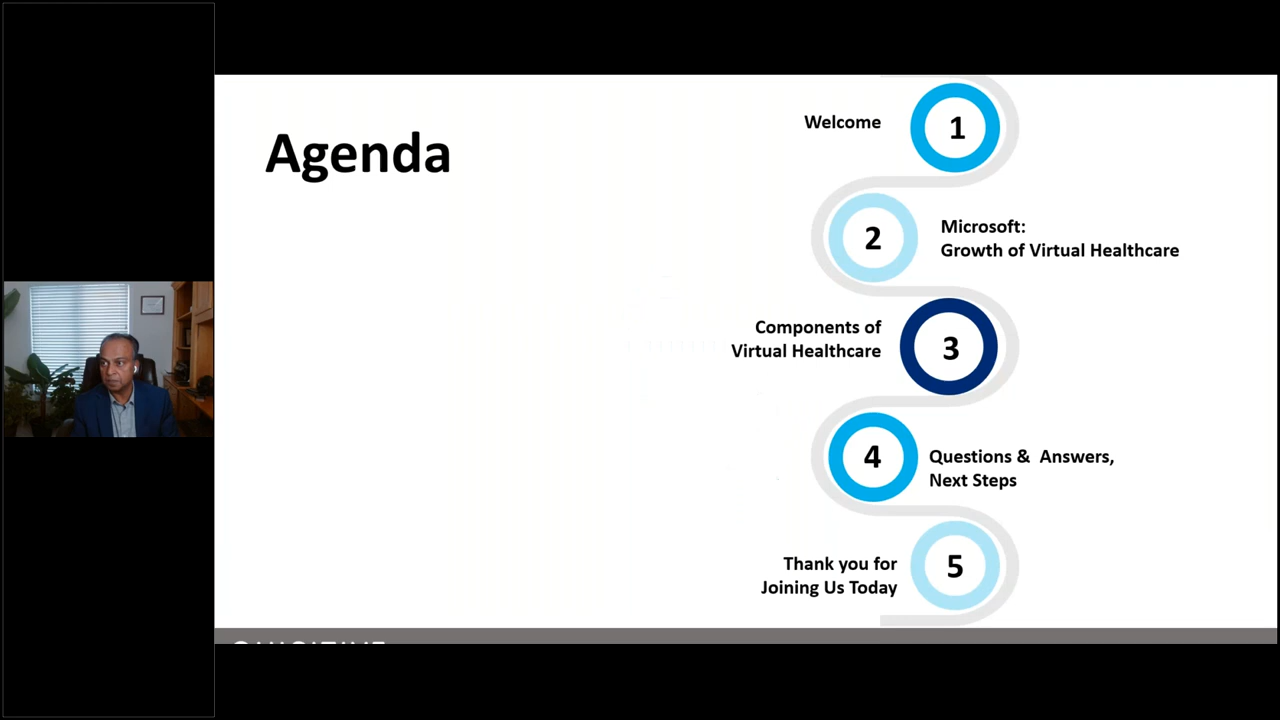 Agenda
Welcome
1
2
Microsoft:
Growth of Virtual Healthcare
Components of
Virtual Healthcare
3
4
Questions & Answers,
Next Steps
Thank you for
Joining Us Today
5